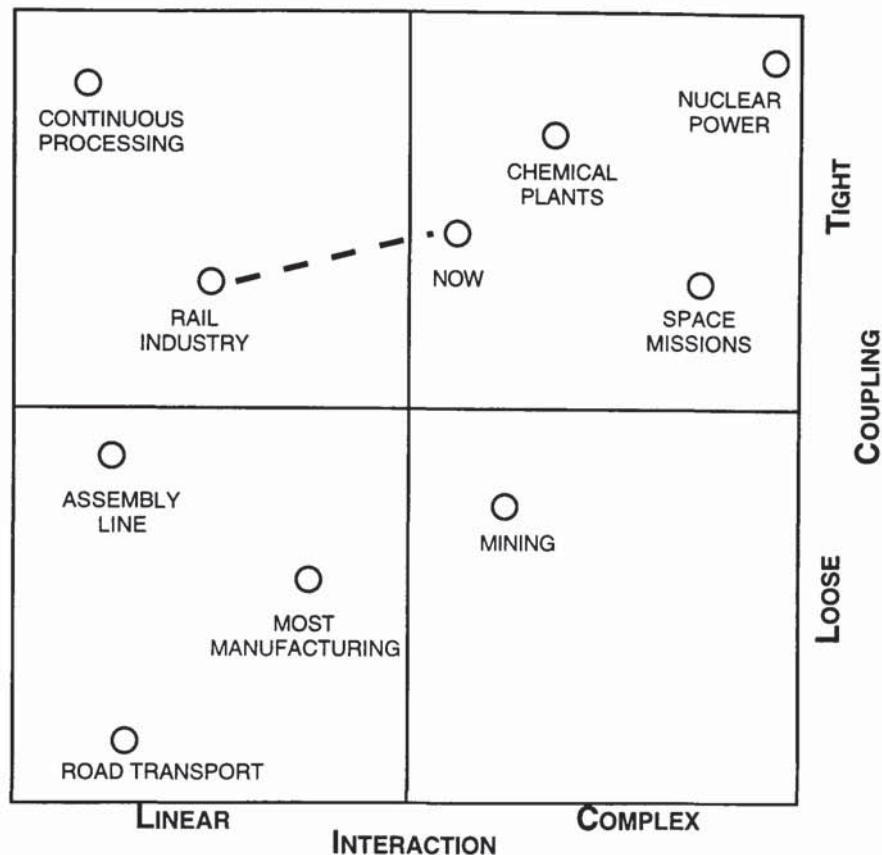 CONTINUOUS
PROCESSING
NUCLEAR
POWER
CHEMICAL
PLANTS
NOW
RAIL
INDUSTRY
SPACE
MISSIONS
TIGHT
COUPLING
LOOSE
ASSEMBLY
LINE
MINING
MOST
MANUFACTURING
ROAD TRANSPORT
LINEAR
COMPLEX
INTERACTION